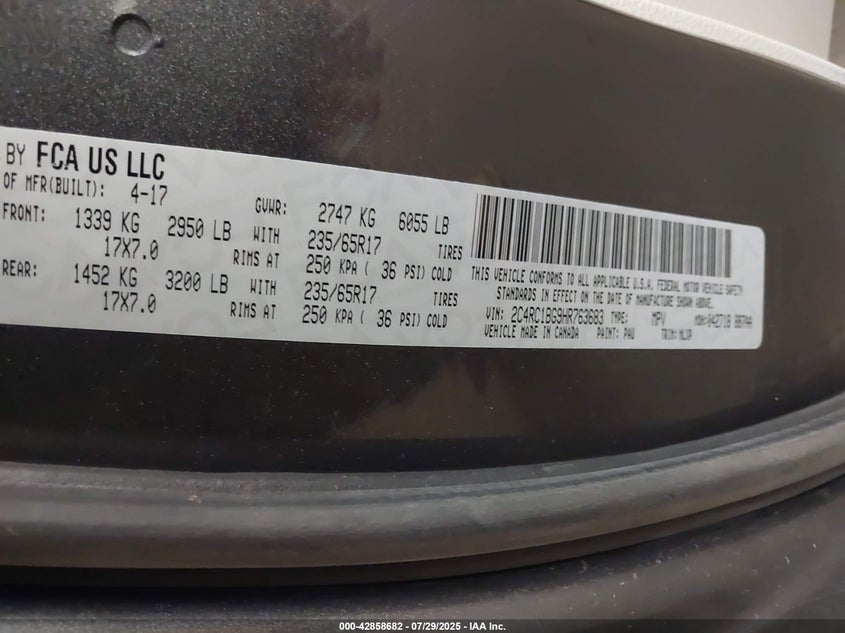 BY FCA US LLC
OF MFR(BUILT): 4-17
GVWR: 2747 KG 6055 LB
FRONT: 1339 KG 2950 LB WITH 235/65R17 TIRES
17X7.0 RIMS AT 250 KPA ( 36 PSI) COLD
REAR: 1452 KG 3200 LB WITH 235/65R17 TIRES
17X7.0 RIMS AT 250 KPA ( 36 PSI) COLD
THIS VEHICLE CONFORMS TO ALL APPLICABLE U.S.A. FEDERAL MOTOR VEHICLE SAFETY
STANDARDS IN EFFECT ON THE DATE OF MANUFACTURE SHOWN ABOVE.
VIN: 2C4RC1BG9HR763683 TYPE: MPV MDH:
VEHICLE MADE IN CANADA PAINT: PAU TRIM:
000-42858682 | 07/29/2025 | IAA Inc.